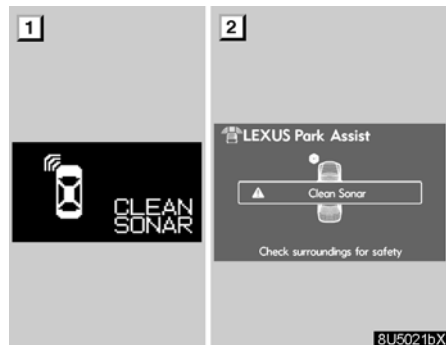 1
CLEAN
SONAR
2
LEXUS Park Assist
Clean Sonar
Check surroundings for safety
8U5021bX